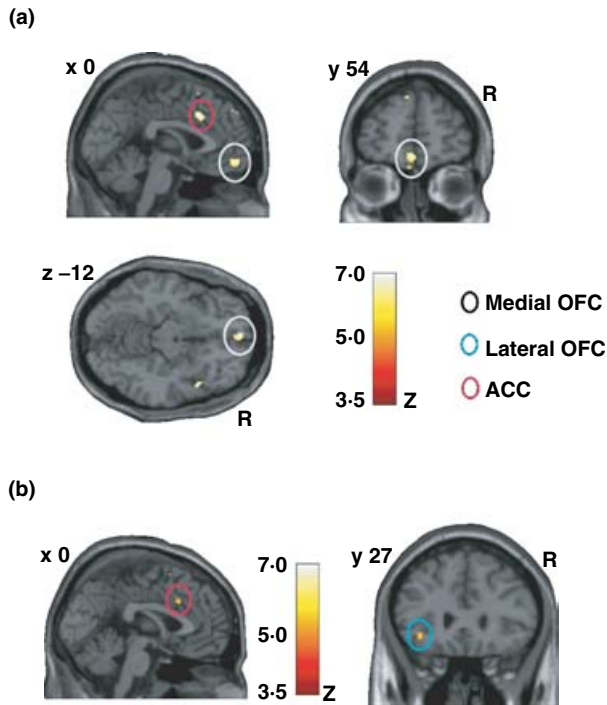 (a)
x 0
y 54
R
z −12
R
7·0
5·0
3·5
Z
Medial OFC
Lateral OFC
ACC
(b)
x 0
7·0
5·0
3·5
Z
y 27
R